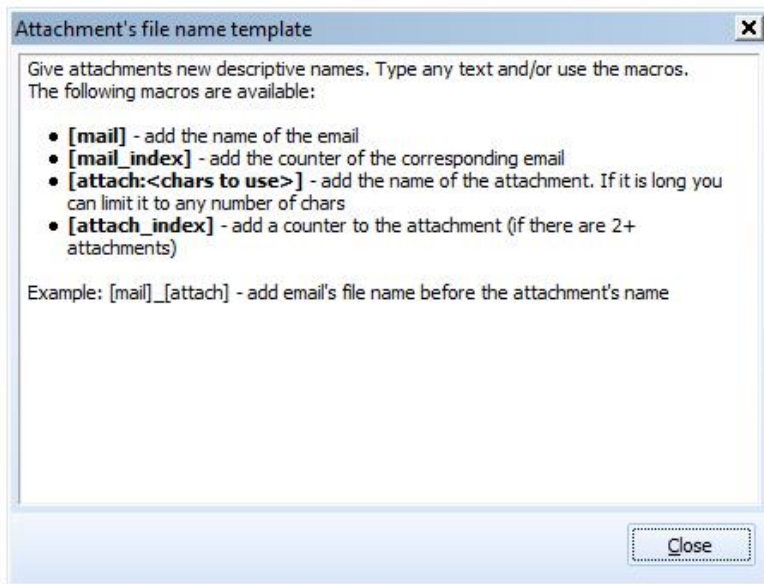 Attachment's file name template
Give attachments new descriptive names. Type any text and/or use the macros.
The following macros are available:
• [mail] - add the name of the email
• [mail_index] - add the counter of the corresponding email
• [attach:<chars to use>] - add the name of the attachment. If it is long you
can limit it to any number of chars
• [attach_index] - add a counter to the attachment (if there are 2+
attachments)
Example: [mail]_[attach] - add email's file name before the attachment's name
Close